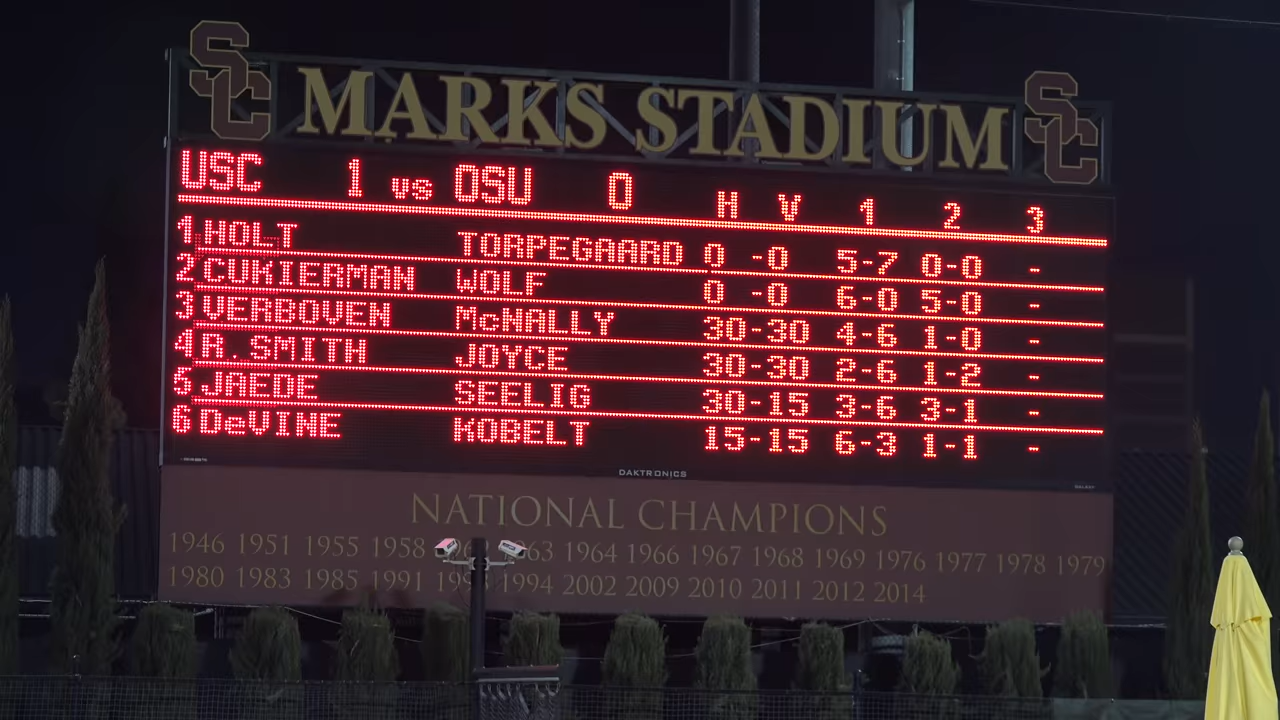 SC MARKS STADIUM SC
USC 1 vs OSU 0 H V 1 2 3
1 HOLT TORPEGAARD 0 -0 5-7 0-0 -
2 CUKIERMAN WOLF 0 -0 6-0 5-0 -
3 VERBOVEN McNALLY 30-30 4-6 1-0 -
4 R.SMITH JOYCE 30-30 2-6 1-2 -
5 JAEDE SEELIG 30-15 3-6 3-1 -
6 DeVINE KOBELT 15-15 6-3 1-1 -
DAKTRONICS
NATIONAL CHAMPIONS
1946 1951 1955 1958 1964 1966 1967 1968 1969 1976 1977 1978 1979
1980 1983 1985 1991 1994 2002 2009 2010 2011 2012 2014